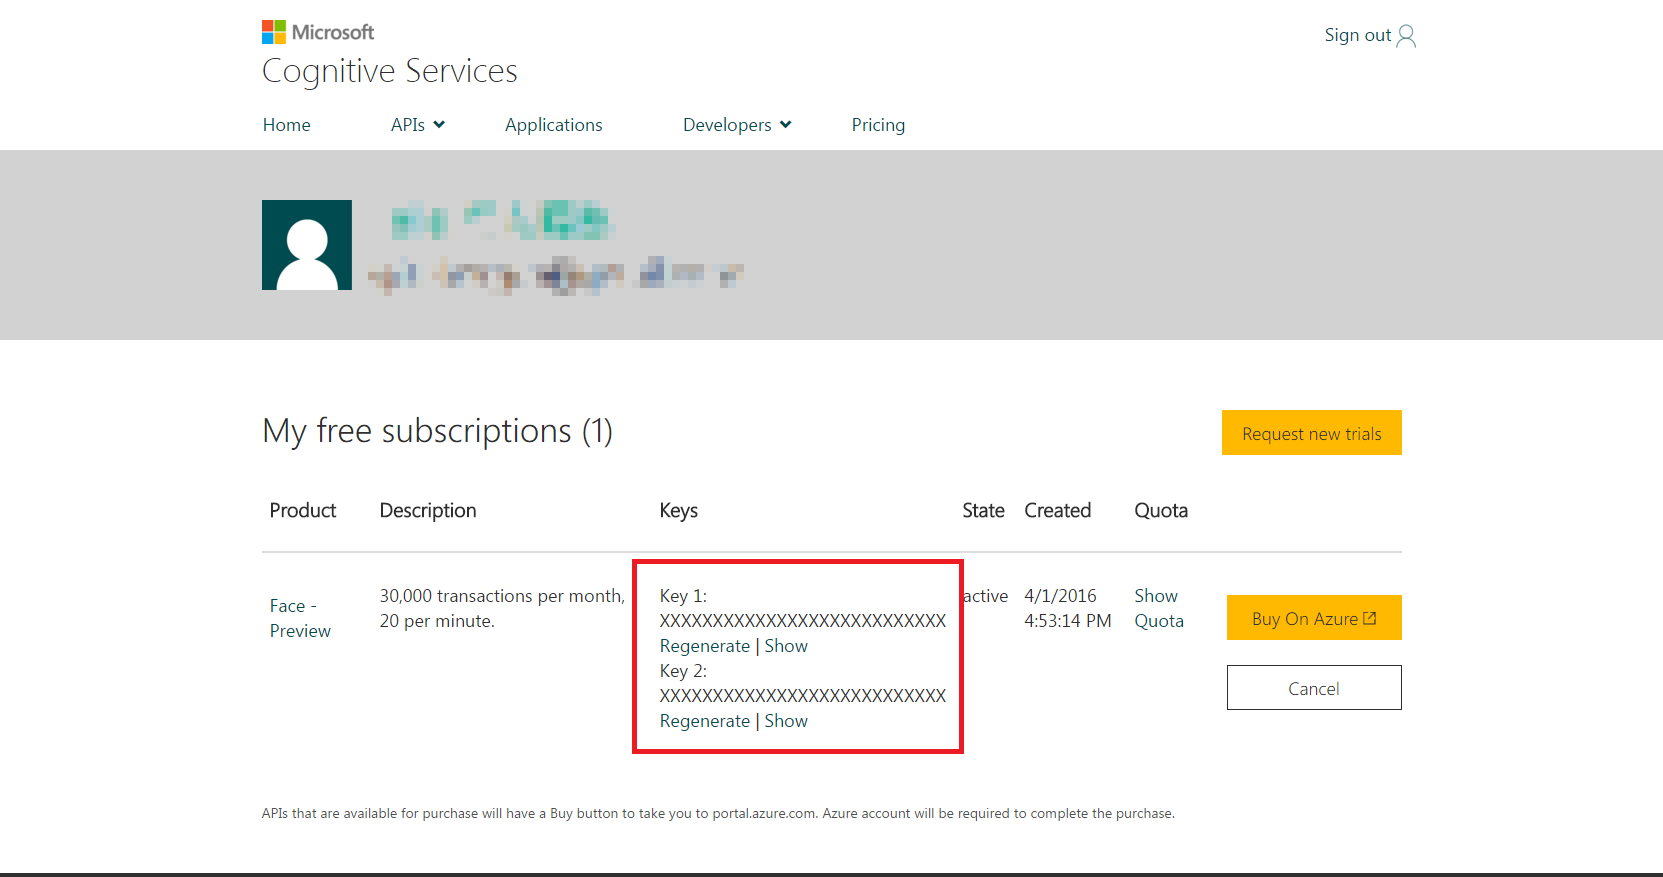 Microsoft
Sign out
Cognitive Services
Home APIs Applications Developers Pricing
My free subscriptions (1)
Request new trials
Product Description Keys State Created Quota
Face -
Preview
30,000 transactions per month,
20 per minute.
Key 1:
XXXXXXXXXXXXXXXXXXXXXXXXXXX
Regenerate | Show
Key 2:
XXXXXXXXXXXXXXXXXXXXXXXXXXX
Regenerate | Show
active
4/1/2016
4:53:14 PM
Show
Quota
Buy On Azure
Cancel
APIs that are available for purchase will have a Buy button to take you to portal.azure.com. Azure account will be required to complete the purchase.